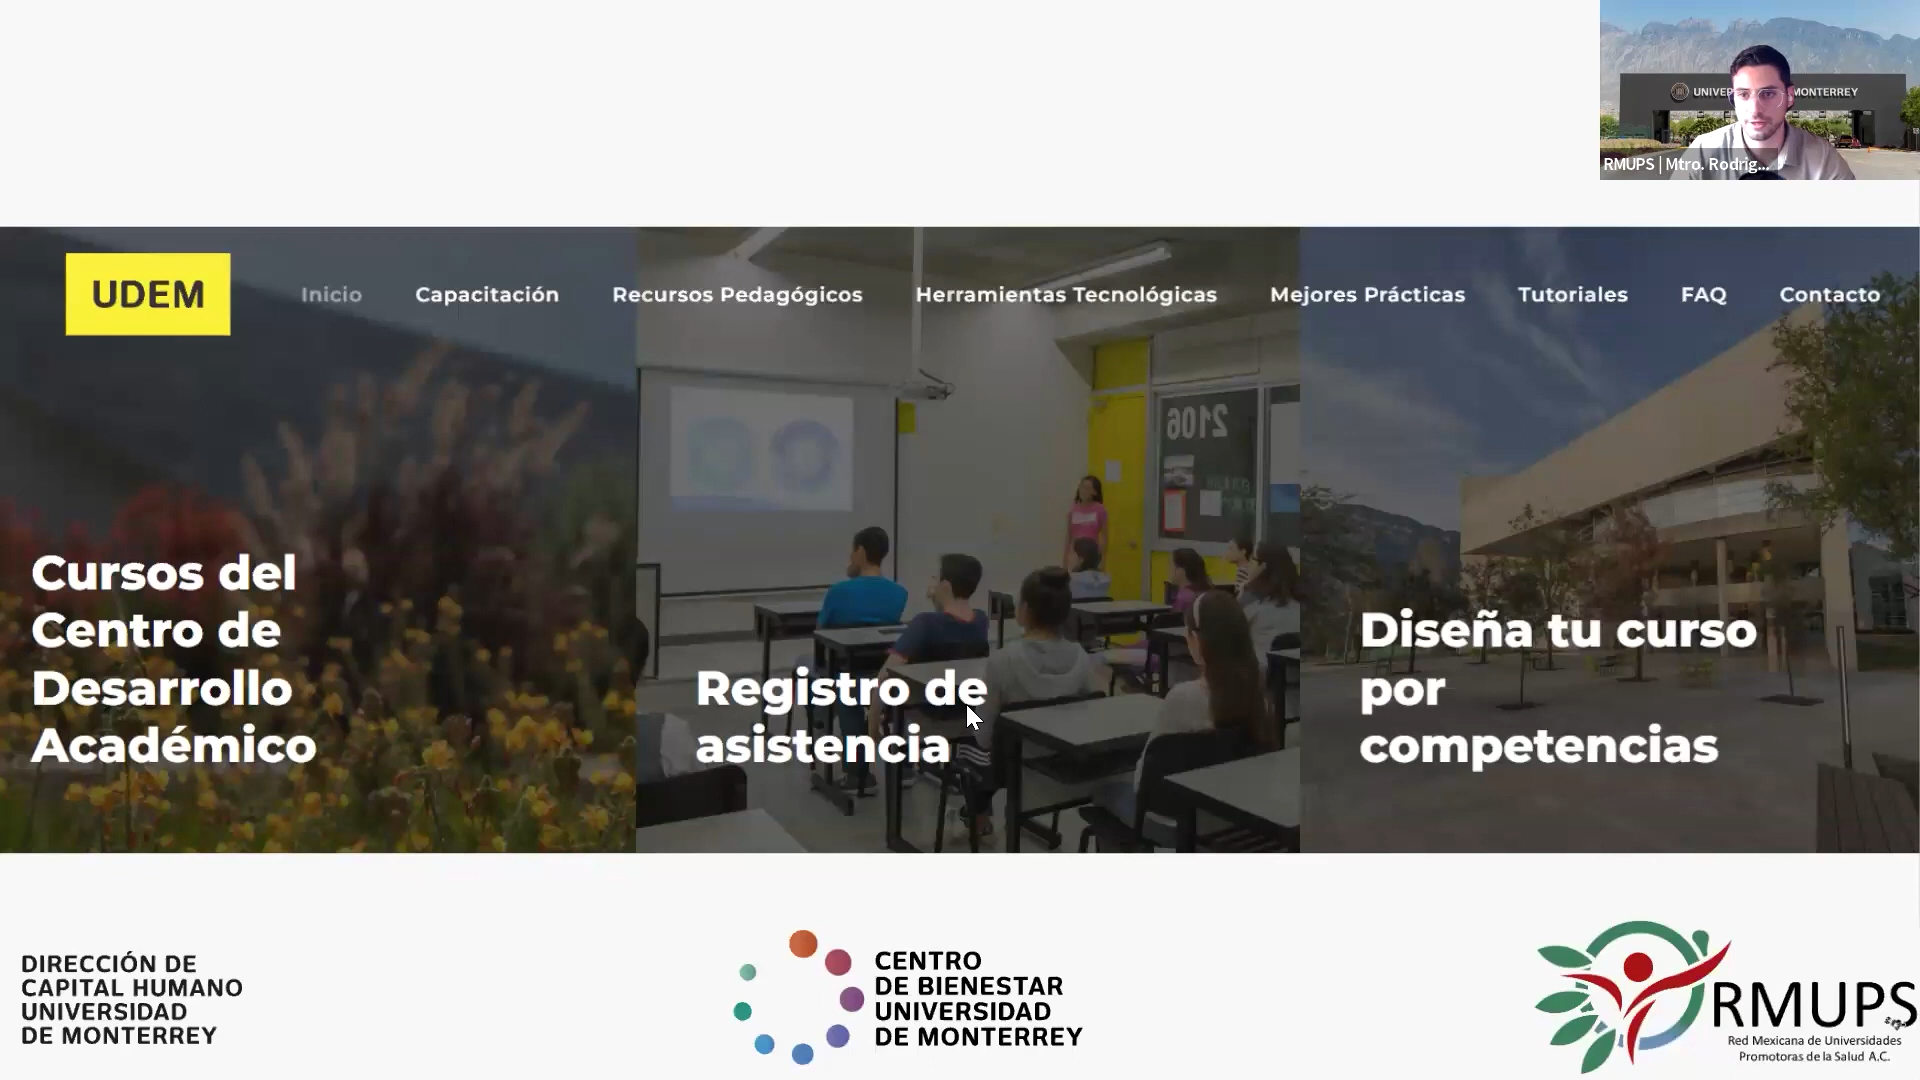 UNIVER MONTERREY
RMUPS | Mtro. Rodrig...
UDEM
Inicio
Capacitación
Recursos Pedagógicos
Herramientas Tecnológicas
Mejores Prácticas
Tutoriales
FAQ
Contacto
2106
Cursos del
Centro de
Desarrollo
Académico
Registro de
asistencia
Diseña tu curso
por
competencias
DIRECCIÓN DE
CAPITAL HUMANO
UNIVERSIDAD
DE MONTERREY
CENTRO
DE BIENESTAR
UNIVERSIDAD
DE MONTERREY
RMUPS
Red Mexicana de Universidades
Promotoras de la Salud A.C.